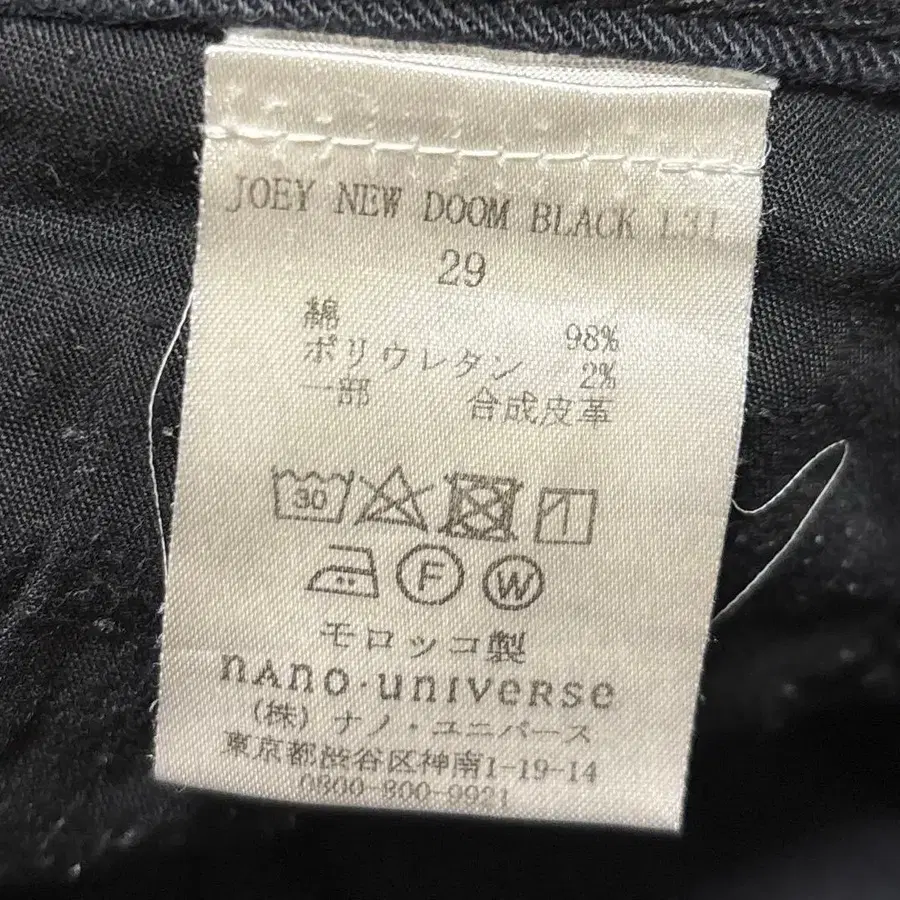 JOEY NEW DOOM BLACK L31
29
綿 98%
ポリウレタン 2%
一部 合成皮革
30
F W
モロッコ製
nAno·universe
(株)ナノ・ユニバース
東京都渋谷区神南1-19-14
0800-800-9921